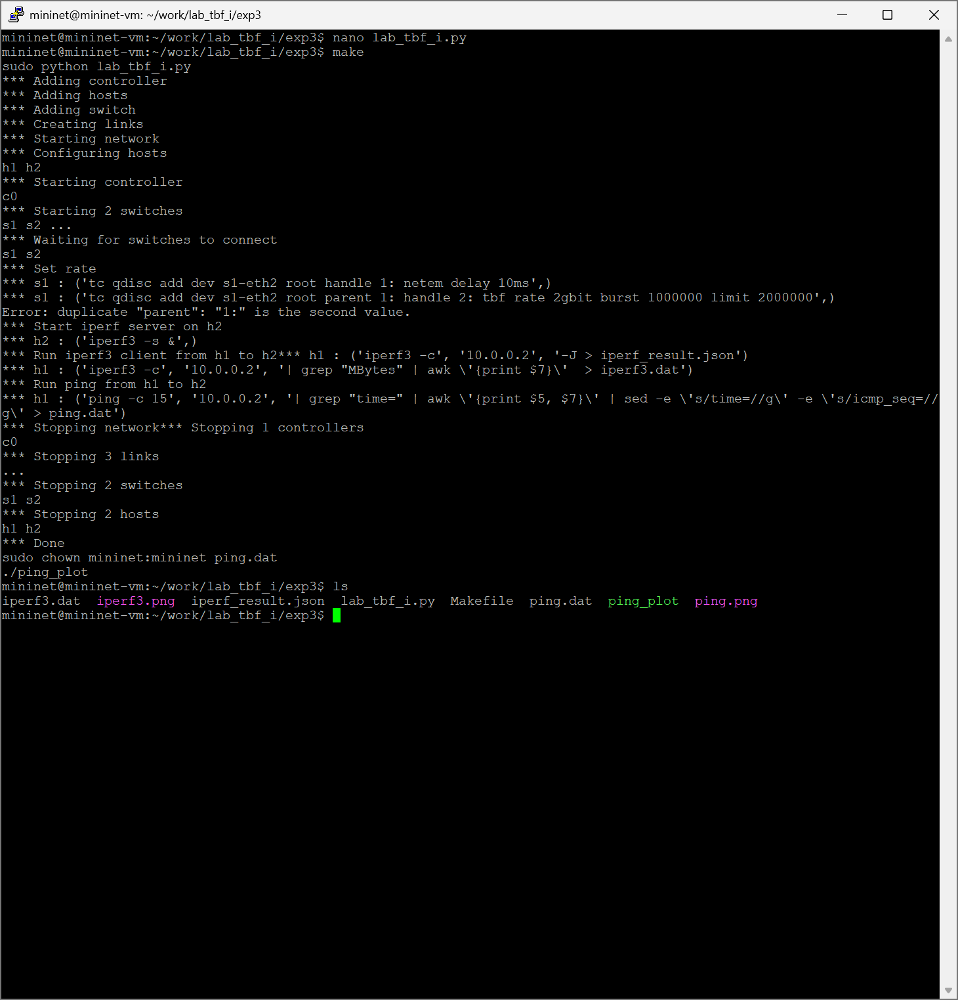 mininet@mininet-vm: ~/work/lab_tbf_i/exp3
mininet@mininet-vm:~/work/lab_tbf_i/exp3$ nano lab_tbf_i.py
mininet@mininet-vm:~/work/lab_tbf_i/exp3$ make
sudo python lab_tbf_i.py
*** Adding controller
*** Adding hosts
*** Adding switch
*** Creating links
*** Starting network
*** Configuring hosts
h1 h2
*** Starting controller
c0
*** Starting 2 switches
s1 s2 ...
*** Waiting for switches to connect
s1 s2
*** Set rate
*** s1 : ('tc qdisc add dev s1-eth2 root handle 1: netem delay 10ms',)
*** s1 : ('tc qdisc add dev s1-eth2 root parent 1: handle 2: tbf rate 2gbit burst 1000000 limit 2000000',)
Error: duplicate "parent": "1:" is the second value.
*** Start iperf server on h2
*** h2 : ('iperf3 -s &',)
*** Run iperf3 client from h1 to h2*** h1 : ('iperf3 -c', '10.0.0.2', '-J > iperf_result.json')
*** h1 : ('iperf3 -c', '10.0.0.2', '| grep "MBytes" | awk \'{print $7}\'  > iperf3.dat')
*** Run ping from h1 to h2
*** h1 : ('ping -c 15', '10.0.0.2', '| grep "time=" | awk \'{print $5, $7}\' | sed -e \'s/time=//g\' -e \'s/icmp_seq=//
g\' > ping.dat')
*** Stopping network*** Stopping 1 controllers
c0
*** Stopping 3 links
...
*** Stopping 2 switches
s1 s2
*** Stopping 2 hosts
h1 h2
*** Done
sudo chown mininet:mininet ping.dat
./ping_plot
mininet@mininet-vm:~/work/lab_tbf_i/exp3$ ls
iperf3.dat  iperf3.png  iperf_result.json  lab_tbf_i.py  Makefile  ping.dat  ping_plot  ping.png
mininet@mininet-vm:~/work/lab_tbf_i/exp3$